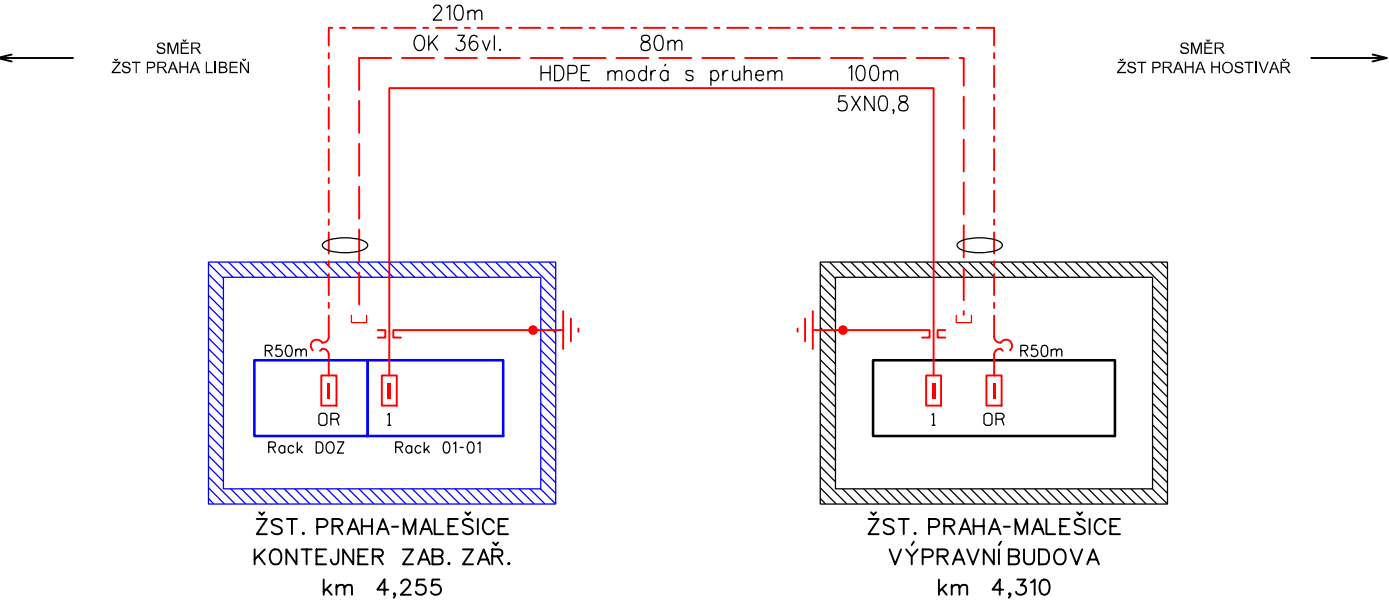 210m
OK 36vl.
80m
HDPE modrá s pruhem
100m
5XN0,8
SMĚR
ŽST PRAHA LIBEŇ
SMĚR
ŽST PRAHA HOSTIVAŘ
R50m
OR
1
Rack DOZ
Rack 01-01
R50m
1
OR
ŽST. PRAHA-MALEŠICE
KONTEJNER ZAB. ZAŘ.
km 4,255
ŽST. PRAHA-MALEŠICE
VÝPRAVNÍ BUDOVA
km 4,310